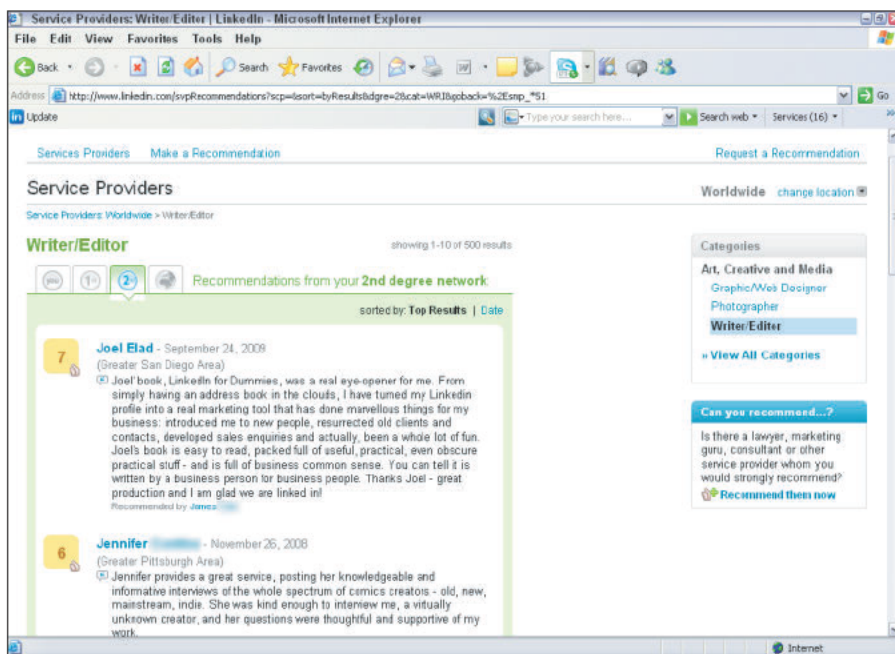 Service Providers: Writer/Editor | LinkedIn - Microsoft Internet Explorer
File Edit View Favorites Tools Help
Back Search Favorites
Address http://www.linkedin.com/svpRecommendations?scp=&sort=byResults&dgre=2&cat=WRI&goback=%2Esnp_*51 Go
in Update Type your search here... Search web Services (16)
Services Providers Make a Recommendation Request a Recommendation
Service Providers Worldwide change location
Service Providers: Worldwide > Writer/Editor
Writer/Editor showing 1-10 of 500 results
you 1st 2nd Recommendations from your 2nd degree network
sorted by: Top Results | Date
7 Joel Elad - September 24, 2009
(Greater San Diego Area)
Joel' book, LinkedIn for Dummies, was a real eye-opener for me. From
simply having an address book in the clouds, I have turned my Linkedin
profile into a real marketing tool that has done marvellous things for my
business: introduced me to new people, resurrected old clients and
contacts, developed sales enquiries and actually, been a whole lot of fun.
Joel's book is easy to read, packed full of useful, practical, even obscure
practical stuff - and is full of business common sense. You can tell it is
written by a business person for business people. Thanks Joel - great
production and I am glad we are linked in!
Recommended by James
6 Jennifer - November 26, 2008
(Greater Pittsburgh Area)
Jennifer provides a great service, posting her knowledgeable and
informative interviews of the whole spectrum of comics creators - old, new,
mainstream, indie. She was kind enough to interview me, a virtually
unknown creator, and her questions were thoughtful and supportive of my
work.
Categories
Art, Creative and Media
Graphic/Web Designer
Photographer
Writer/Editor
» View All Categories
Can you recommend...?
Is there a lawyer, marketing
guru, consultant or other
service provider whom you
would strongly recommend?
Recommend them now
Internet